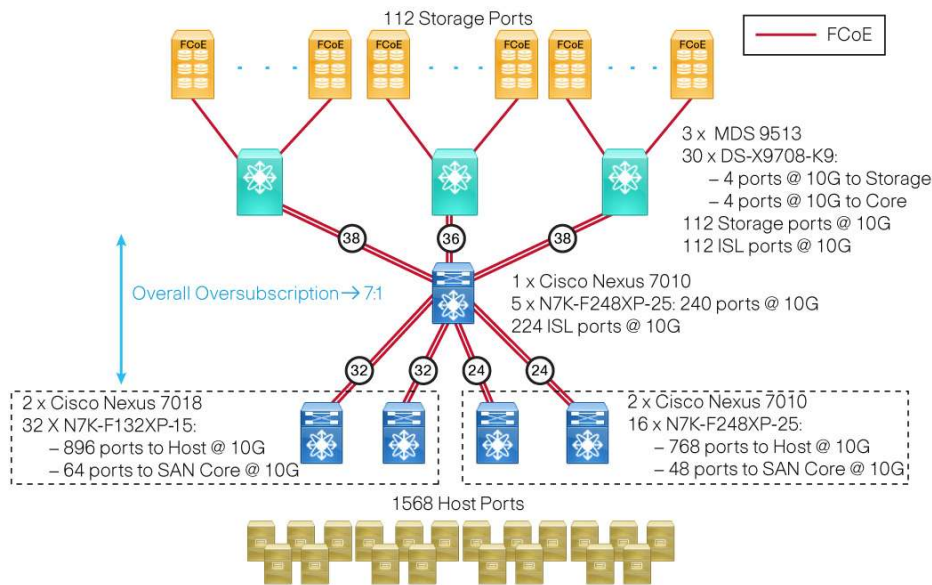 112 Storage Ports
FCoE
FCoE FCoE FCoE FCoE FCoE FCoE
3 x MDS 9513
30 x DS-X9708-K9:
– 4 ports @ 10G to Storage
– 4 ports @ 10G to Core
112 Storage ports @ 10G
112 ISL ports @ 10G
38 36 38
Overall Oversubscription → 7:1
1 x Cisco Nexus 7010
5 x N7K-F248XP-25: 240 ports @ 10G
224 ISL ports @ 10G
32 32 24 24
2 x Cisco Nexus 7018
32 X N7K-F132XP-15:
– 896 ports to Host @ 10G
– 64 ports to SAN Core @ 10G
2 x Cisco Nexus 7010
16 x N7K-F248XP-25:
– 768 ports to Host @ 10G
– 48 ports to SAN Core @ 10G
1568 Host Ports